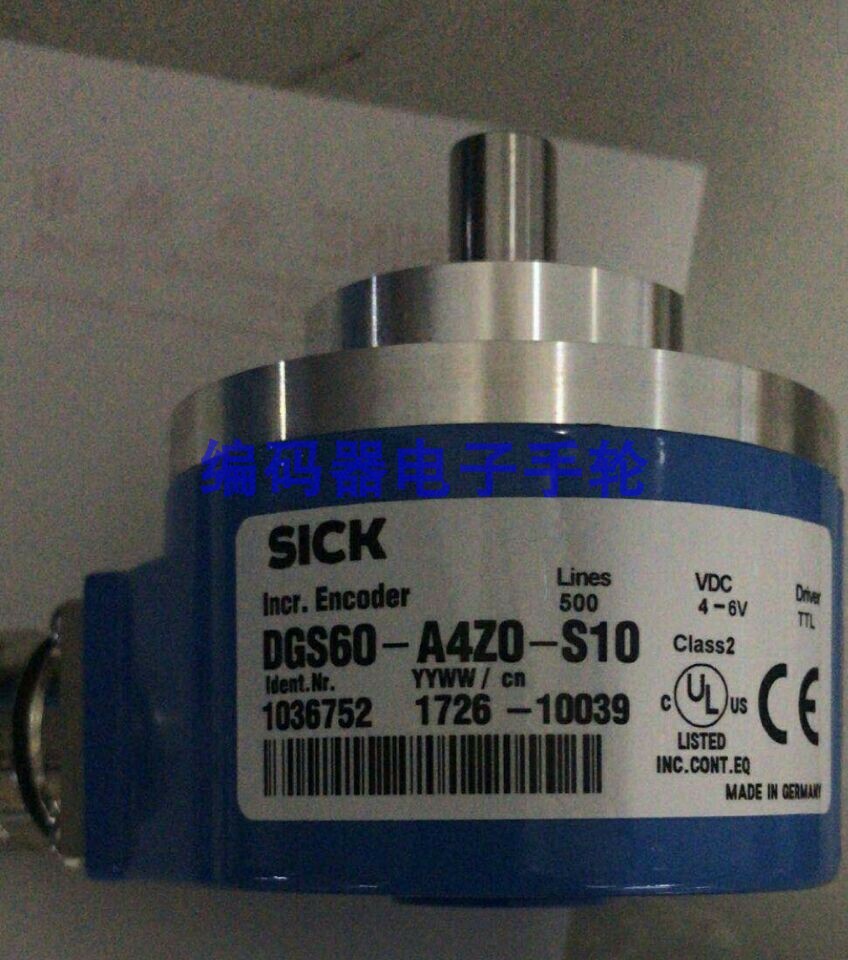 编码器电子手轮
SICK
Incr. Encoder
Lines
500
VDC
4-6V
Driver
TTL
DGS60-A4Z0-S10
Class2
Ident.Nr.
YYWW / cn
1036752 1726-10039
C UL US
LISTED
INC.CONT.EQ
CE
MADE IN GERMANY